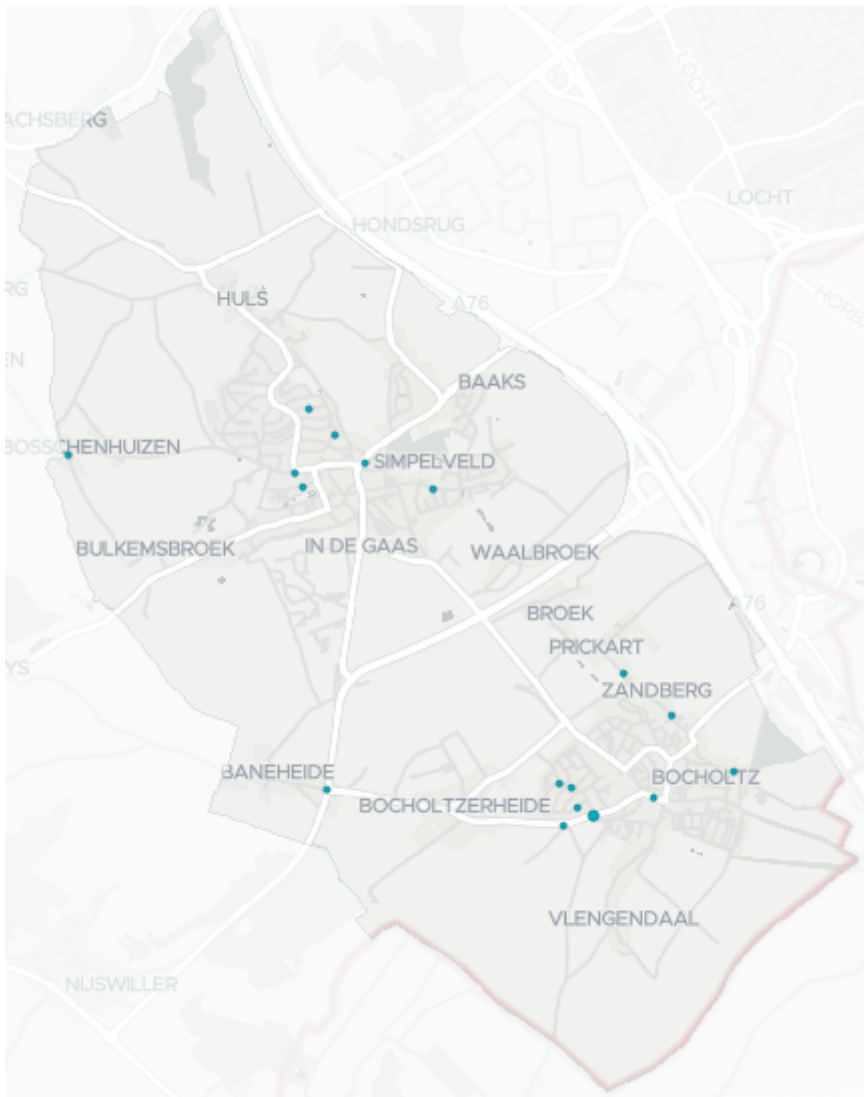 LOCHT
ACHSBERG
LOCHT
HONDSRUG
RG
HORB
HULS
A76
EN
BAAKS
BOSSCHENHUIZEN
SIMPELVELD
BULKEMSBROEK
IN DE GAAS
WAALBROEK
A76
BROEK
PRICKART
YS
ZANDBERG
BANEHEIDE
BOCHOLTZ
BOCHOLTZERHEIDE
VLENGENDAAL
NIJSWILLER